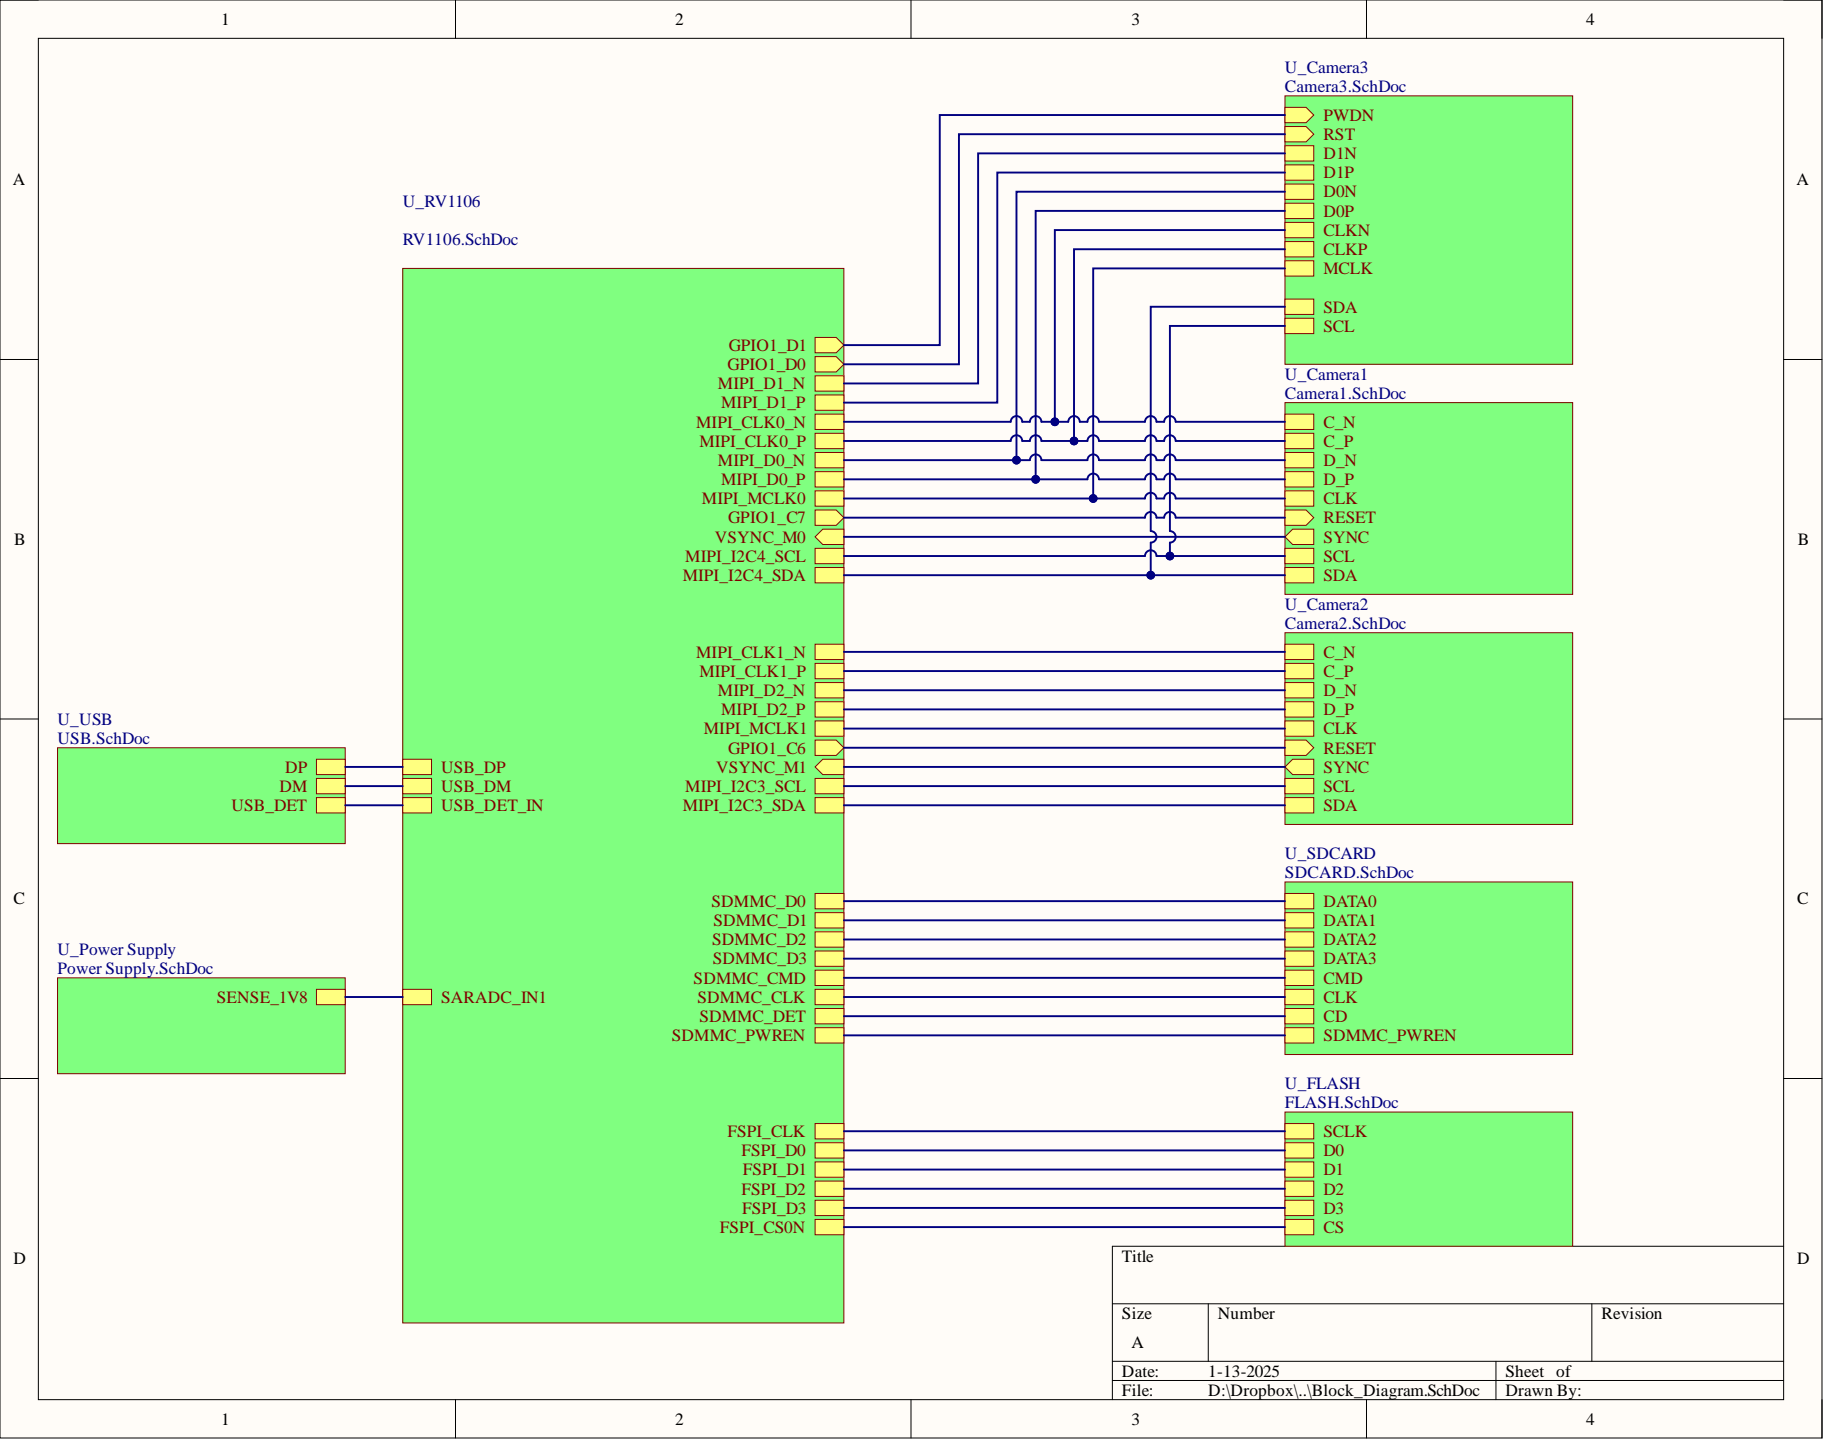 1 2 3 4
A A
B B
C C
D D
U_Camera3
Camera3.SchDoc
PWDN
RST
D1N
D1P
D0N
D0P
CLKN
CLKP
MCLK
SDA
SCL
U_RV1106
RV1106.SchDoc
GPIO1_D1
GPIO1_D0
MIPI_D1_N
MIPI_D1_P
MIPI_CLK0_N
MIPI_CLK0_P
MIPI_D0_N
MIPI_D0_P
MIPI_MCLK0
GPIO1_C7
VSYNC_M0
MIPI_I2C4_SCL
MIPI_I2C4_SDA
MIPI_CLK1_N
MIPI_CLK1_P
MIPI_D2_N
MIPI_D2_P
MIPI_MCLK1
GPIO1_C6
VSYNC_M1
MIPI_I2C3_SCL
MIPI_I2C3_SDA
SDMMC_D0
SDMMC_D1
SDMMC_D2
SDMMC_D3
SDMMC_CMD
SDMMC_CLK
SDMMC_DET
SDMMC_PWREN
FSPI_CLK
FSPI_D0
FSPI_D1
FSPI_D2
FSPI_D3
FSPI_CS0N
USB_DP
USB_DM
USB_DET_IN
SARADC_IN1
U_Camera1
Camera1.SchDoc
C_N
C_P
D_N
D_P
CLK
RESET
SYNC
SCL
SDA
U_Camera2
Camera2.SchDoc
C_N
C_P
D_N
D_P
CLK
RESET
SYNC
SCL
SDA
U_USB
USB.SchDoc
DP
DM
USB_DET
U_Power Supply
Power Supply.SchDoc
SENSE_1V8
U_SDCARD
SDCARD.SchDoc
DATA0
DATA1
DATA2
DATA3
CMD
CLK
CD
SDMMC_PWREN
U_FLASH
FLASH.SchDoc
SCLK
D0
D1
D2
D3
CS
Title
Size Number Revision
A
Date: 1-13-2025 Sheet of
File: D:\Dropbox\..\Block_Diagram.SchDoc Drawn By:
1 2 3 4